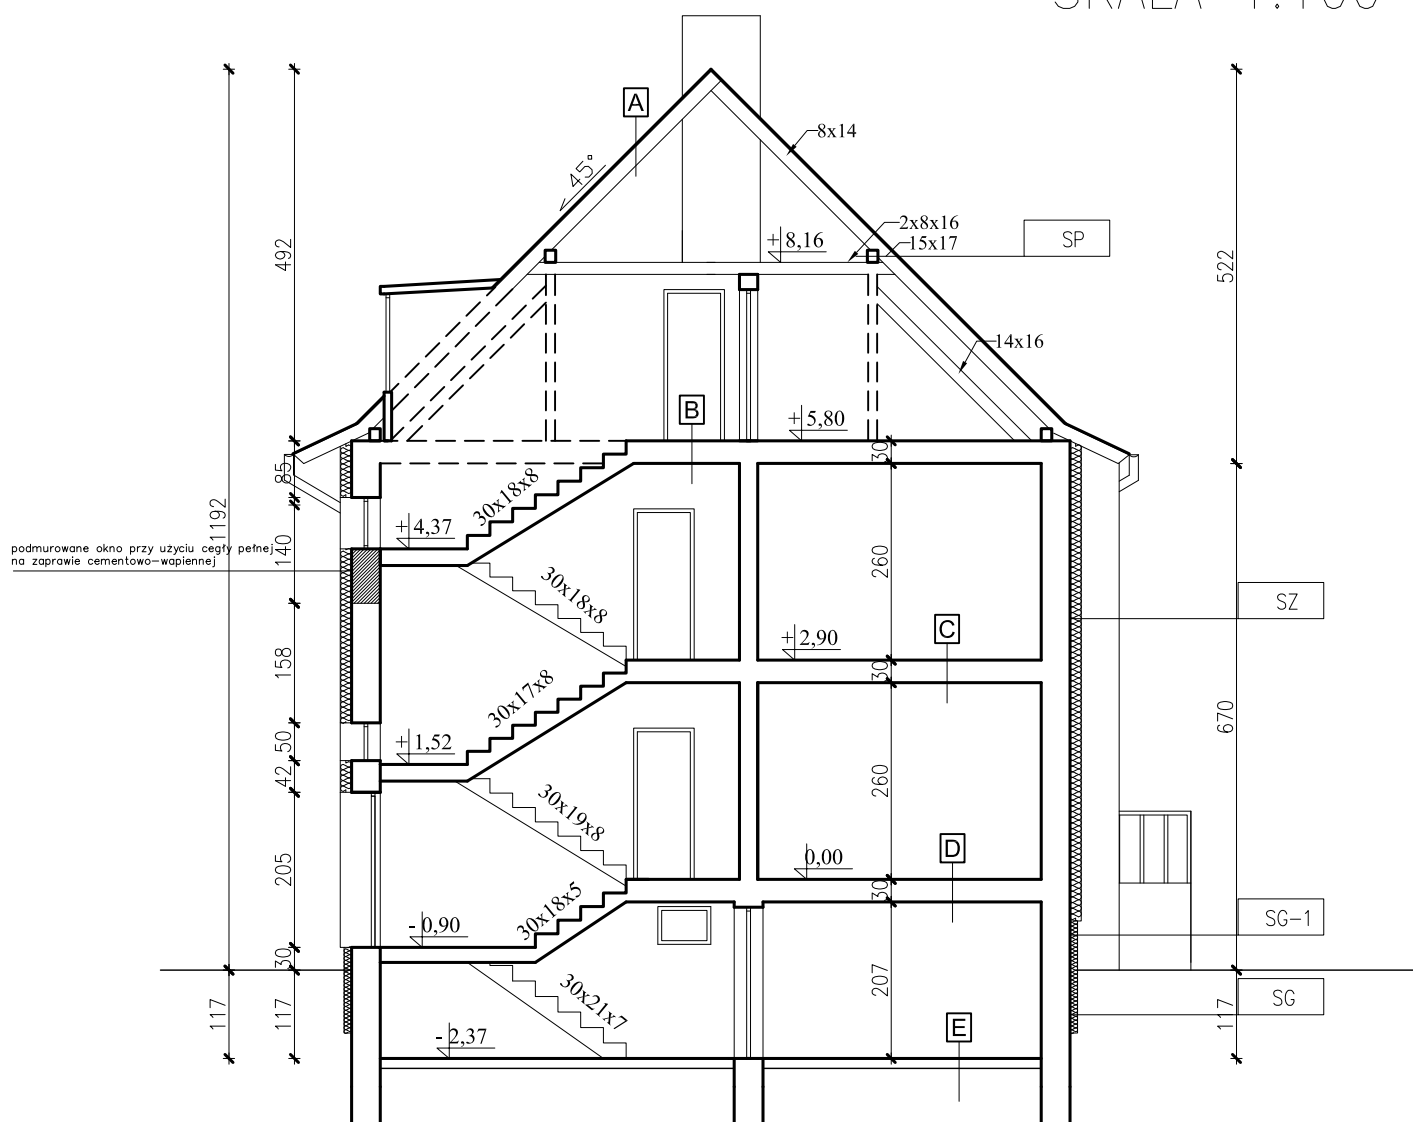 SKALA 1:100
A
8x14
45°
2x8x16
15x17
SP
+8,16
492
522
14x16
B
+5,80
30
85
30x18x8
1192
+4,37
podmurowane okno przy użyciu cegły pełnej
na zaprawie cementowo-wapiennej
140
260
30x18x8
SZ
C
+2,90
158
30
30x17x8
670
+1,52
50
42
260
30x19x8
D
0,00
205
30
30x18x5
-0,90
SG-1
30
207
30x21x7
SG
117
117
117
E
-2,37